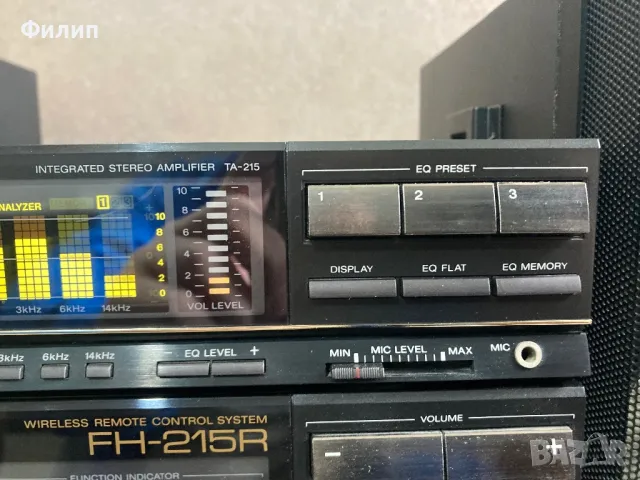 Филип
INTEGRATED STEREO AMPLIFIER TA-215
EQ PRESET
NALYZER 1
10
8
6
4
2
0
10 8 6 4 2 0
1 2 3
3kHz 6kHz 14kHz
VOL LEVEL
DISPLAY EQ FLAT EQ MEMORY
3kHz 6kHz 14kHz
EQ LEVEL +
MIN MIC LEVEL MAX MIC
WIRELESS REMOTE CONTROL SYSTEM
FH-215R
FUNCTION INDICATOR
VOLUME
- +
bazar